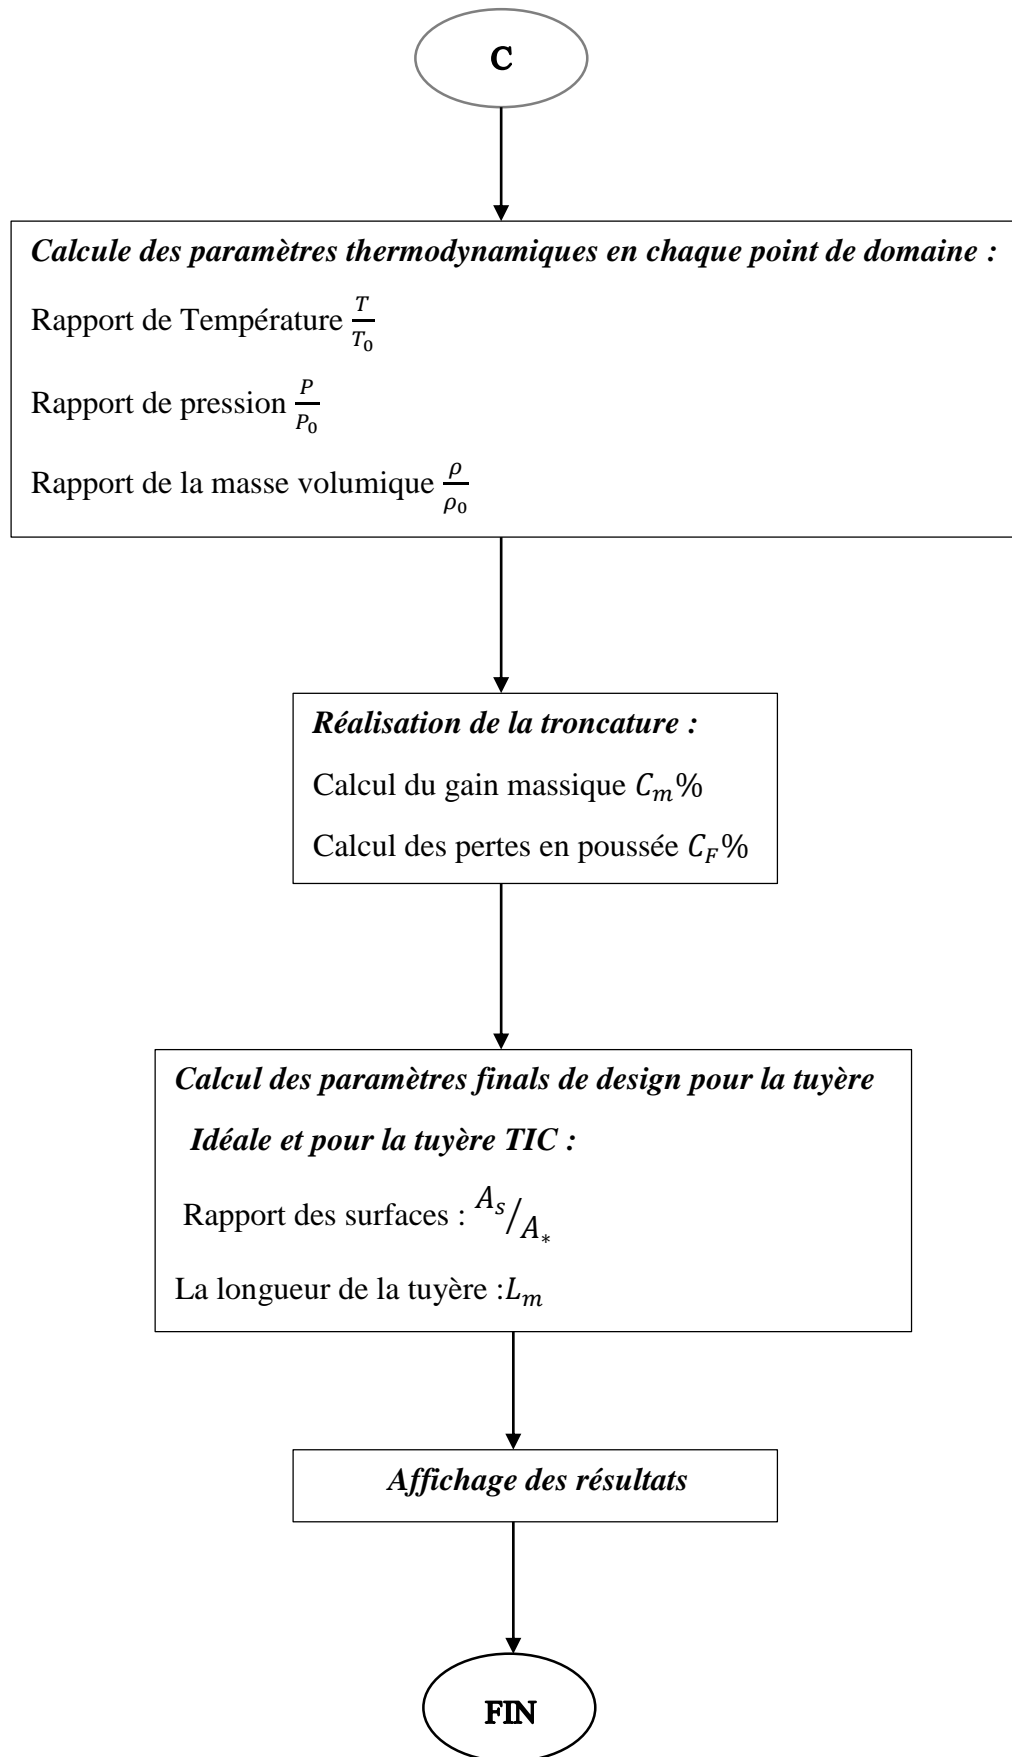 C
Calcule des paramètres thermodynamiques en chaque point de domaine :
Rapport de Température T/T₀
Rapport de pression P/P₀
Rapport de la masse volumique ρ/ρ₀
Réalisation de la troncature :
Calcul du gain massique Cₘ%
Calcul des pertes en poussée C_F%
Calcul des paramètres finals de design pour la tuyère
Idéale et pour la tuyère TIC :
Rapport des surfaces : Aₛ/A_*
La longueur de la tuyère :Lₘ
Affichage des résultats
FIN